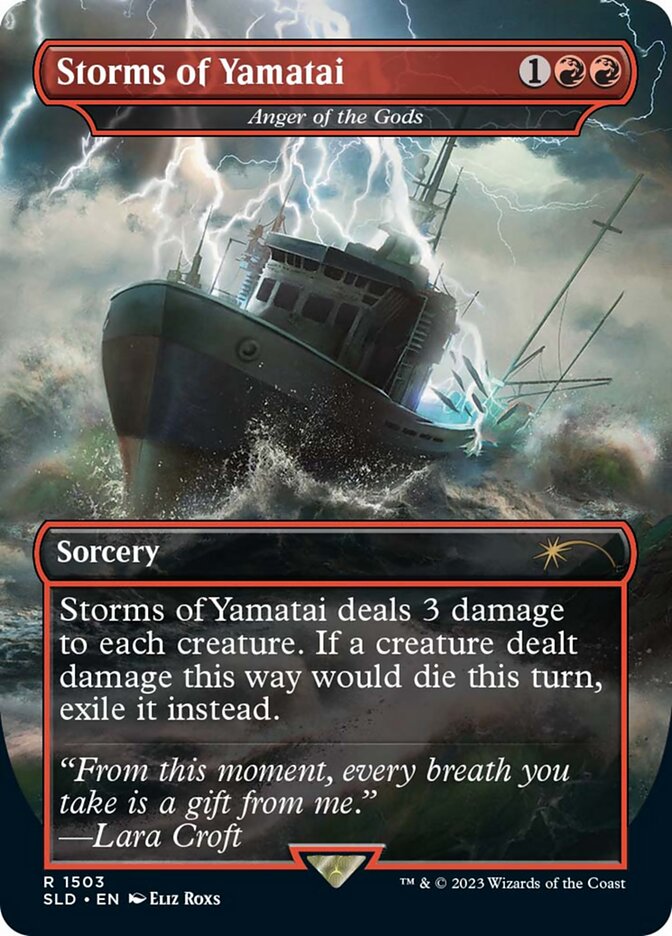 Storms of Yamatai 1
Anger of the Gods
Sorcery
Storms of Yamatai deals 3 damage
to each creature. If a creature dealt
damage this way would die this turn,
exile it instead.
“From this moment, every breath you
take is a gift from me.”
—Lara Croft
R 1503
SLD • EN Eliz Roxs
™ & © 2023 Wizards of the Coast